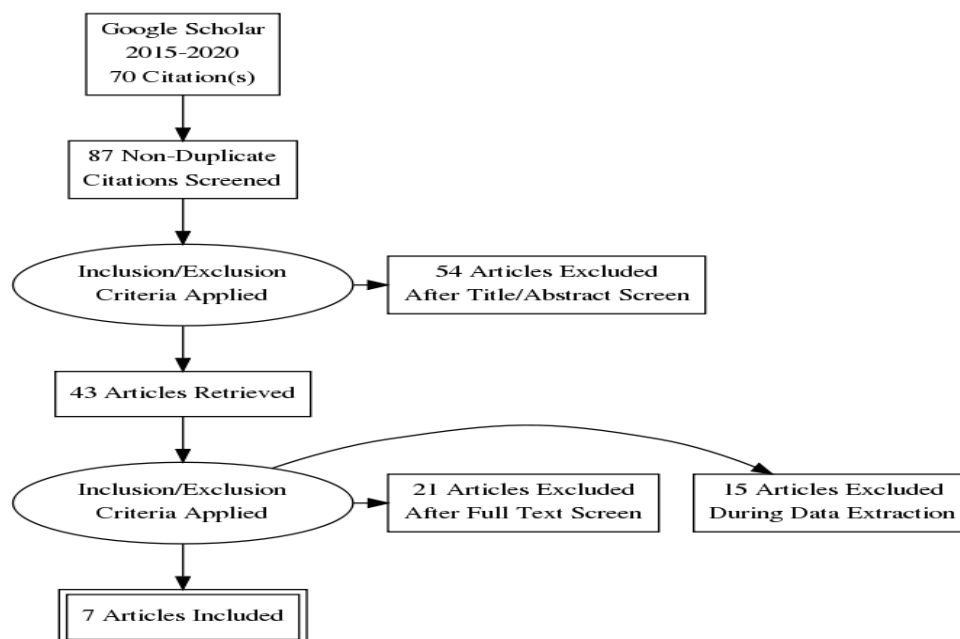 Google Scholar
2015-2020
70 Citation(s)
87 Non-Duplicate
Citations Screened
Inclusion/Exclusion
Criteria Applied
54 Articles Excluded
After Title/Abstract Screen
43 Articles Retrieved
Inclusion/Exclusion
Criteria Applied
21 Articles Excluded
After Full Text Screen
15 Articles Excluded
During Data Extraction
7 Articles Included